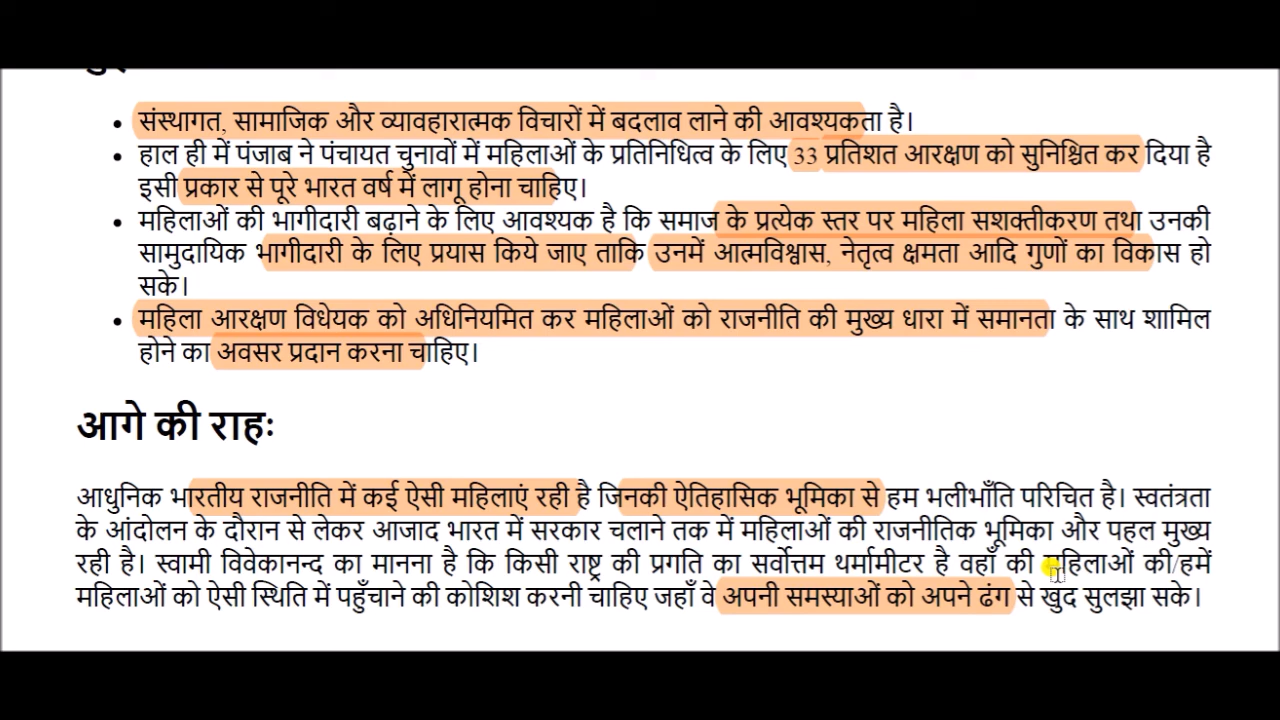 संस्थागत, सामाजिक और व्यावहारात्मक विचारों में बदलाव लाने की आवश्यकता है।
हाल ही में पंजाब ने पंचायत चुनावों में महिलाओं के प्रतिनिधित्व के लिए 33 प्रतिशत आरक्षण को सुनिश्चित कर दिया है
इसी प्रकार से पूरे भारत वर्ष में लागू होना चाहिए।
महिलाओं की भागीदारी बढ़ाने के लिए आवश्यक है कि समाज के प्रत्येक स्तर पर महिला सशक्तीकरण तथा उनकी
सामुदायिक भागीदारी के लिए प्रयास किये जाए ताकि उनमें आत्मविश्वास, नेतृत्व क्षमता आदि गुणों का विकास हो
सके।
महिला आरक्षण विधेयक को अधिनियमित कर महिलाओं को राजनीति की मुख्य धारा में समानता के साथ शामिल
होने का अवसर प्रदान करना चाहिए।
आगे की राहः
आधुनिक भारतीय राजनीति में कई ऐसी महिलाएं रही है जिनकी ऐतिहासिक भूमिका से हम भलीभाँति परिचित है। स्वतंत्रता
के आंदोलन के दौरान से लेकर आजाद भारत में सरकार चलाने तक में महिलाओं की राजनीतिक भूमिका और पहल मुख्य
रही है। स्वामी विवेकानन्द का मानना है कि किसी राष्ट्र की प्रगति का सर्वोत्तम थर्मामीटर है वहाँ की महिलाओं की/हमें
महिलाओं को ऐसी स्थिति में पहुँचाने की कोशिश करनी चाहिए जहाँ वे अपनी समस्याओं को अपने ढंग से खुद सुलझा सके।